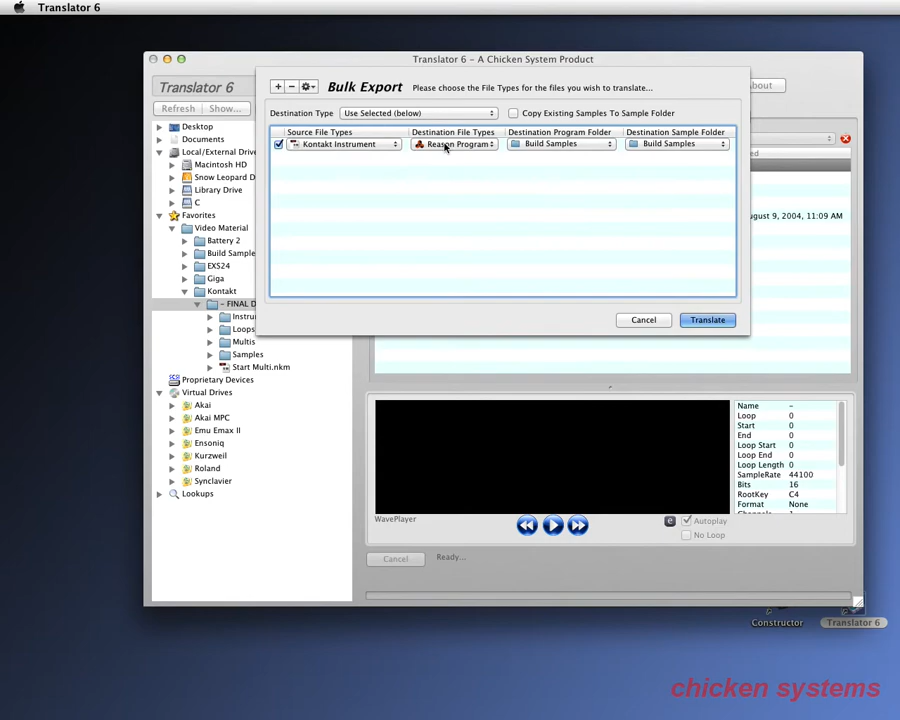 Translator 6
Translator 6 – A Chicken System Product
Translator 6
Refresh
Show...
Bulk Export
Please choose the File Types for the files you wish to translate...
Destination Type
Use Selected (below)
Copy Existing Samples To Sample Folder
Source File Types
Destination File Types
Destination Program Folder
Destination Sample Folder
Kontakt Instrument
Reason Program
Build Samples
Build Samples
Cancel
Translate
bout
ed
ugust 9, 2004, 11:09 AM
Desktop
Documents
Local/External D
Macintosh HD
Snow Leopard D
Library Drive
C
Favorites
Video Material
Battery 2
Build Sample
EXS24
Giga
Kontakt
- FINAL D
Instru
Loops
Multis
Samples
Start Multi.nkm
Proprietary Devices
Virtual Drives
Akai
Akai MPC
Emu Emax II
Ensoniq
Kurzweil
Roland
Synclavier
Lookups
WavePlayer
Name –
Loop 0
Start 0
End 0
Loop Start 0
Loop End 0
Loop Length 0
SampleRate 44100
Bits 16
RootKey C4
Format None
e
Autoplay
No Loop
Cancel
Ready...
Constructor
Translator 6
chicken systems